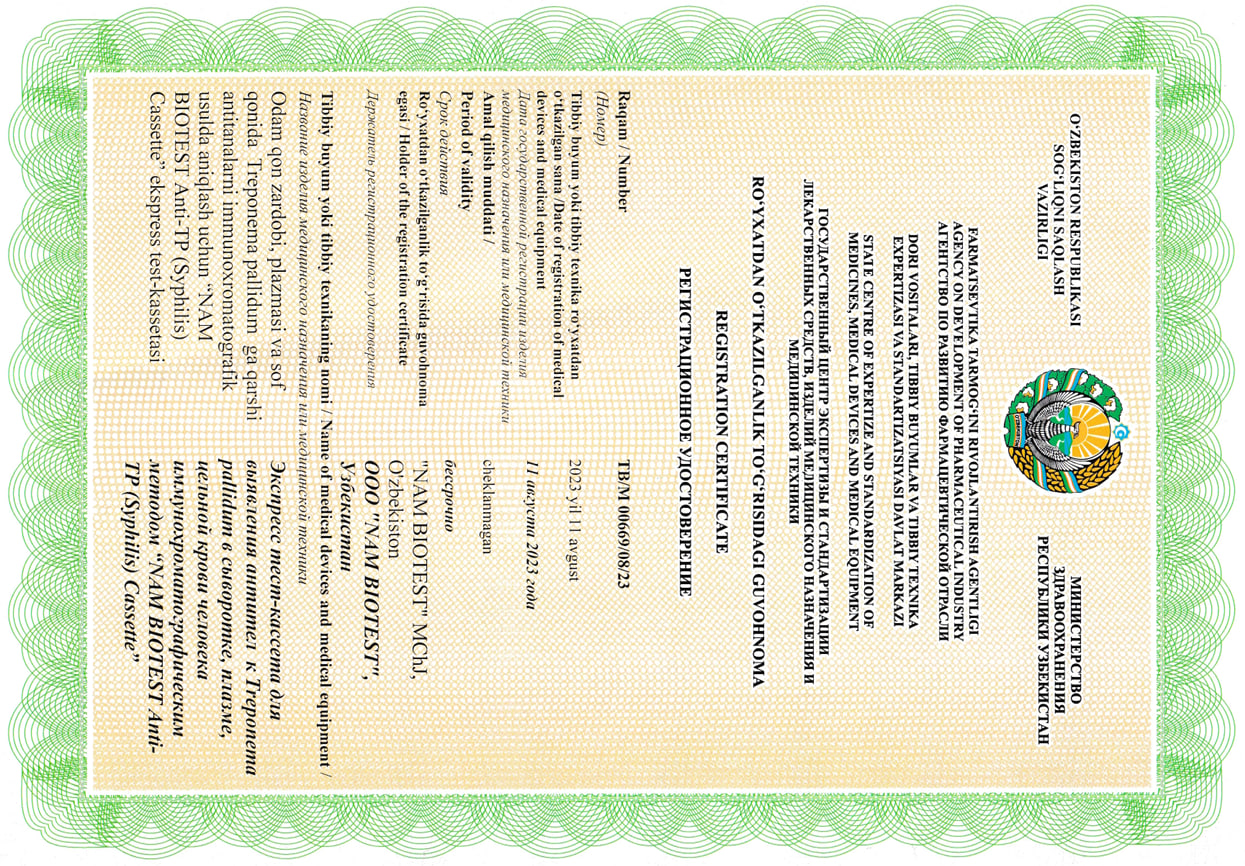 O'ZBEKISTON RESPUBLIKASI
SOG'LIQNI SAQLASH
VAZIRLIGI
МИНИСТЕРСТВО
ЗДРАВООХРАНЕНИЯ
РЕСПУБЛИКИ УЗБЕКИСТАН
FARMATSEVTIKA TARMOG'INI RIVOJLANTIRISH AGENTLIGI
AGENCY ON DEVELOPMENT OF PHARMACEUTICAL INDUSTRY
АГЕНТСТВО ПО РАЗВИТИЮ ФАРМАЦЕВТИЧЕСКОЙ ОТРАСЛИ
DORI VOSITALARI, TIBBIY BUYUMLAR VA TIBBIY TEXNIKA
EXPERTIZASI VA STANDARTIZATSIYASI DAVLAT MARKAZI
STATE CENTRE OF EXPERTIZE AND STANDARDIZATION OF
MEDICINES, MEDICAL DEVICES AND MEDICAL EQUIPMENT
ГОСУДАРСТВЕННЫЙ ЦЕНТР ЭКСПЕРТИЗЫ И СТАНДАРТИЗАЦИИ
ЛЕКАРСТВЕННЫХ СРЕДСТВ, ИЗДЕЛИЙ МЕДИЦИНСКОГО НАЗНАЧЕНИЯ И
МЕДИЦИНСКОЙ ТЕХНИКИ
RO'YXATDAN O'TKAZILGANLIK TO'G'RISIDAGI GUVOHNOMA
REGISTRATION CERTIFICATE
РЕГИСТРАЦИОННОЕ УДОСТОВЕРЕНИЕ
Raqam / Number
(Номер)
TB/M 00669/08/23
Tibbiy buyum yoki tibbiy texnika ro'yxatdan
o'tkazilgan sana /Date of registration of medical
devices and medical equipment
Дата государственной регистрации изделия
медицинского назначения или медицинской техники
2023 yil 11 avgust
11 августа 2023 года
Amal qilish muddati /
Period of validity
Срок действия
cheklanmagan
бессрочно
Ro'yxatdan o'tkazilganlik to'g'risida guvohnoma
egasi / Holder of the registration certificate
Держатель регистрационного удостоверения
"NAM BIOTEST" MChJ,
O'zbekiston
ООО "NAM BIOTEST",
Узбекистан
Tibbiy buyum yoki tibbiy texnikaning nomi / Name of medical devices and medical equipment /
Название изделия медицинского назначения или медицинской техники
Odam qon zardobi, plazmasi va sof
qonida Treponema pallidum ga qarshi
antitanalarni immunoxromatografik
usulda aniqlash uchun “NAM
BIOTEST Anti-TP (Syphilis)
Cassette” ekspress test-kassetasi
Экспресс тест-кассета для
выявления антител к Treponema
palidum в сыворотке, плазме,
цельной крови человека
иммунохроматографическим
методом “NAM BIOTEST Anti-
TP (Syphilis) Cassette”